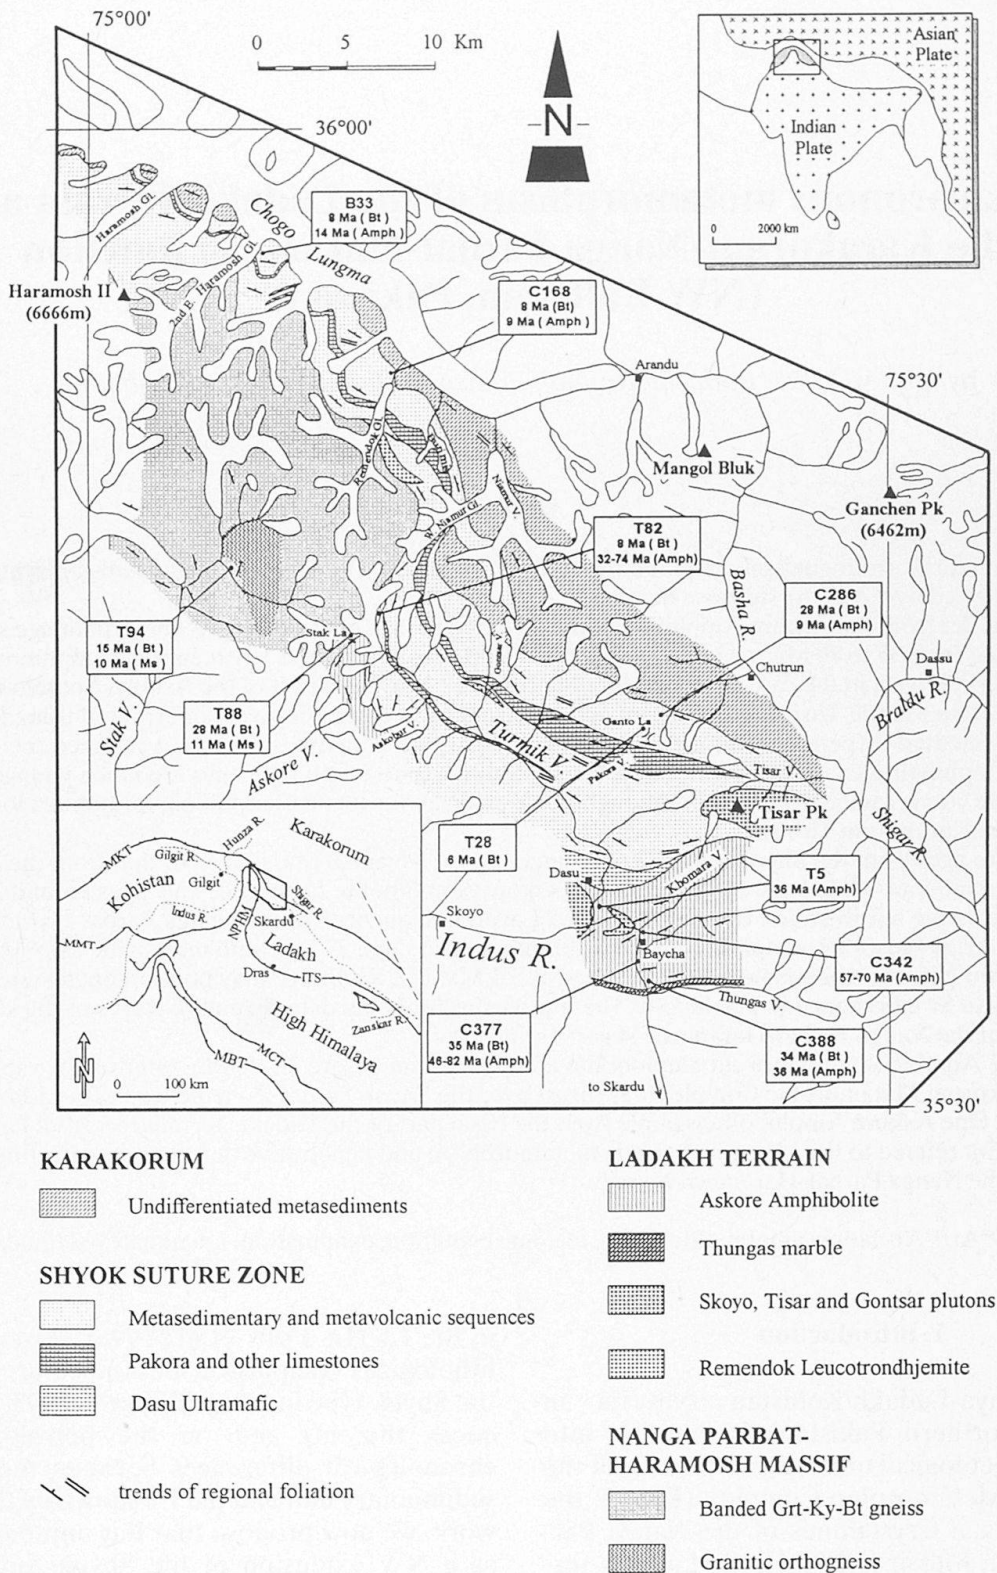 75°00'
0 5 10 Km
N
Asian
Plate
Indian
Plate
0 2000 km
36°00'
Haramosh Gl.
Chogo
Lungma
2nd E. Haramosh Gl.
B33
8 Ma ( Bt )
14 Ma ( Amph )
Haramosh II
(6666m)
C168
8 Ma (Bt)
9 Ma ( Amph )
Arandu
75°30'
Remendok Gl.
Mangol Bluk
Ganchen Pk
(6462m)
Niamur V.
W. Niamur Gl.
T82
8 Ma ( Bt )
32-74 Ma (Amph)
Basha R.
C286
28 Ma ( Bt )
9 Ma (Amph)
T94
15 Ma ( Bt )
10 Ma ( Ms )
Stak La
Gontsar V.
Chutrun
Dassu
Braldu R.
T88
28 Ma ( Bt )
11 Ma ( Ms )
Stak V.
Askore V.
Askobur V.
Turmik V.
Ganto La
Pakora V.
Tisar V.
Tisar Pk
Shigar R.
T28
6 Ma ( Bt )
Dasu
Khomara V.
T5
36 Ma (Amph)
Skoyo
Indus R.
Baycha
C342
57-70 Ma (Amph)
Thungas V.
C377
35 Ma (Bt)
46-82 Ma (Amph)
C388
34 Ma ( Bt )
36 Ma (Amph)
to Skardu
35°30'
MKT
Hunza R.
Karakorum
Gilgit R.
Gilgit
Kohistan
Indus R.
NPHM
Shigar R.
Skardu
Ladakh
MMT
Dras
ITS
Zanskar R.
High Himalaya
MBT
MCT
N
0 100 km
KARAKORUM
Undifferentiated metasediments
SHYOK SUTURE ZONE
Metasedimentary and metavolcanic sequences
Pakora and other limestones
Dasu Ultramafic
trends of regional foliation
LADAKH TERRAIN
Askore Amphibolite
Thungas marble
Skoyo, Tisar and Gontsar plutons
Remendok Leucotrondhjemite
NANGA PARBAT-
HARAMOSH MASSIF
Banded Grt-Ky-Bt gneiss
Granitic orthogneiss